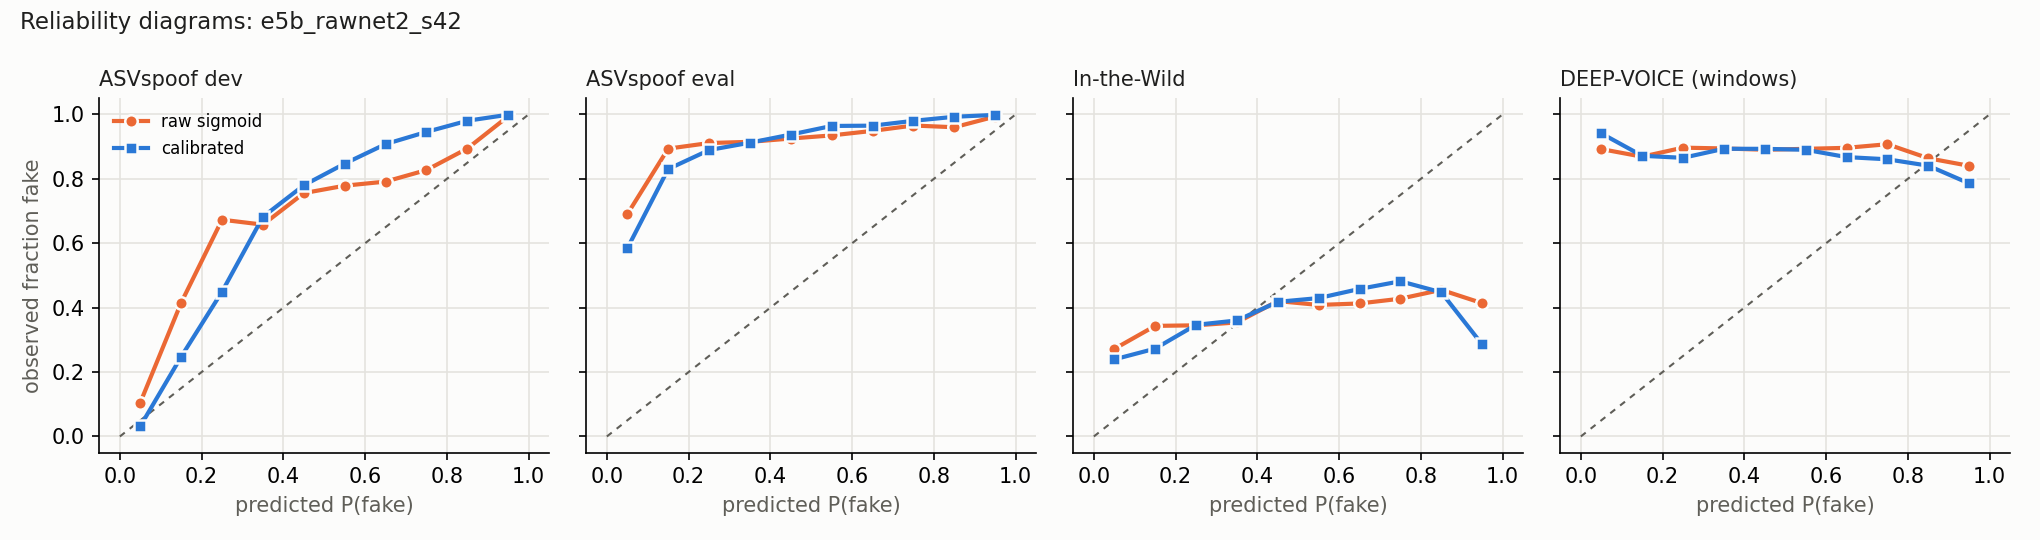 Reliability diagrams: e5b_rawnet2_s42
ASVspoof dev
ASVspoof eval
In-the-Wild
DEEP-VOICE (windows)
raw sigmoid
calibrated
observed fraction fake
1.0
0.8
0.6
0.4
0.2
0.0
0.0 0.2 0.4 0.6 0.8 1.0
0.0 0.2 0.4 0.6 0.8 1.0
0.0 0.2 0.4 0.6 0.8 1.0
0.0 0.2 0.4 0.6 0.8 1.0
predicted P(fake)
predicted P(fake)
predicted P(fake)
predicted P(fake)